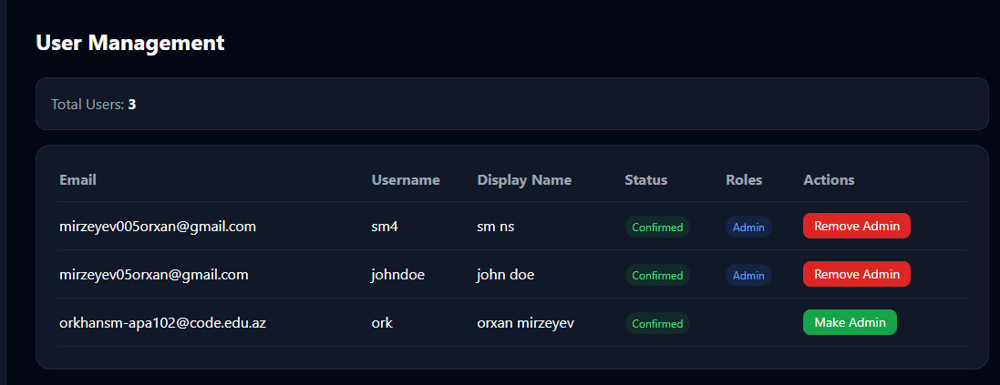 User Management
Total Users: 3
Email Username Display Name Status Roles Actions
mirzeyev005orxan@gmail.com sm4 sm ns Confirmed Admin Remove Admin
mirzeyev05orxan@gmail.com johndoe john doe Confirmed Admin Remove Admin
orkhansm-apa102@code.edu.az ork orxan mirzeyev Confirmed Make Admin